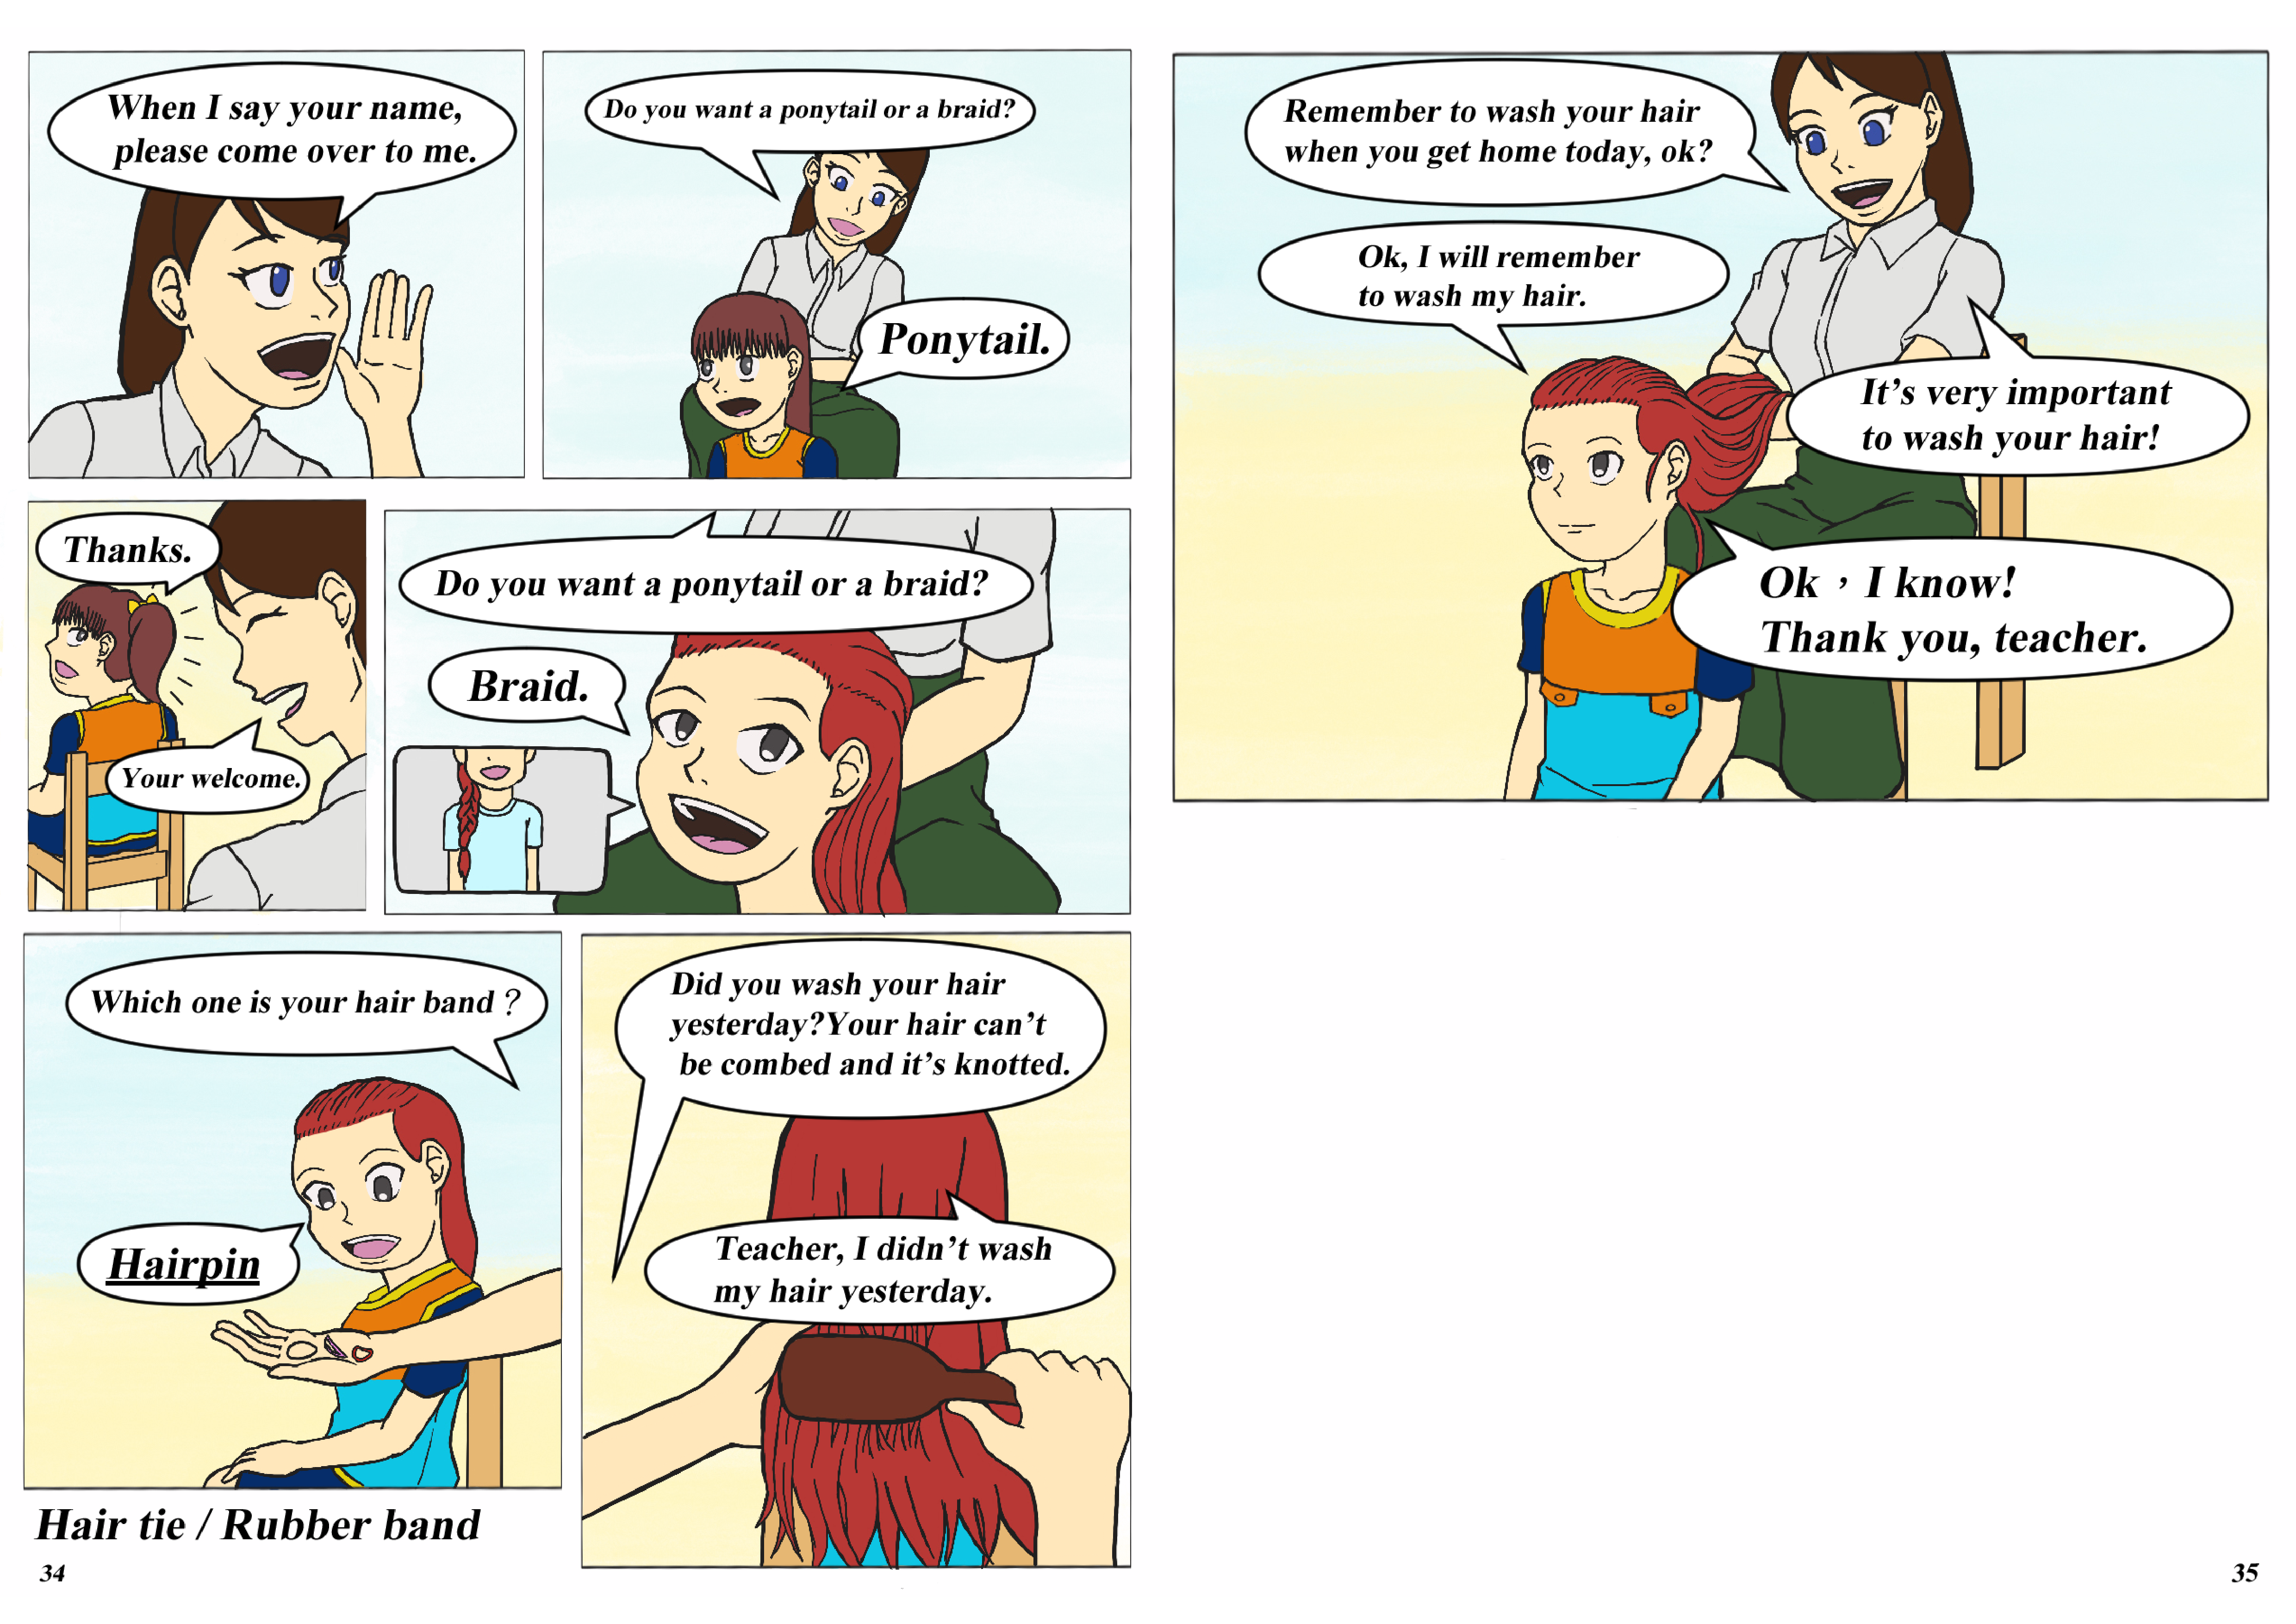 When I say your name,
please come over to me.
Do you want a ponytail or a braid?
Ponytail.
Thanks.
Your welcome.
Do you want a ponytail or a braid?
Braid.
Which one is your hair band？
Hairpin
Hair tie / Rubber band
Did you wash your hair
yesterday?Your hair can’t
be combed and it’s knotted.
Teacher, I didn’t wash
my hair yesterday.
34
Remember to wash your hair
when you get home today, ok?
Ok, I will remember
to wash my hair.
It’s very important
to wash your hair!
Ok，I know!
Thank you, teacher.
35